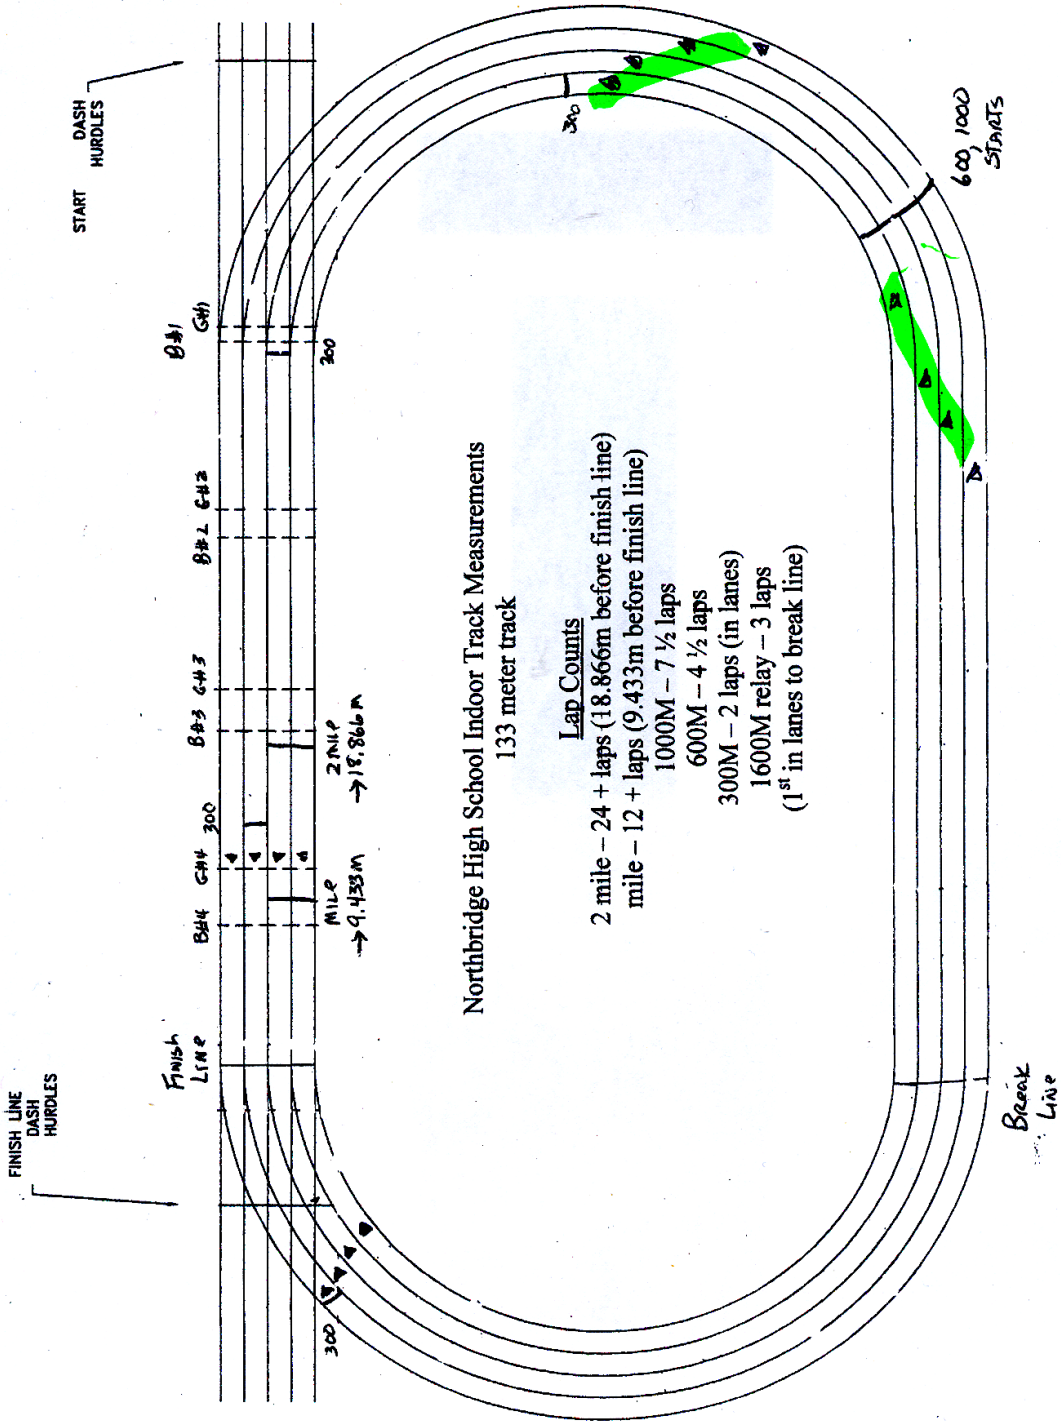 START DASH
HURDLES
FINISH LINE
DASH
HURDLES
Finish
Line
B#4
G#4
300
B#3
G#3
B#2
G#2
B#1
G#1
MILE
→9.433m
2 MILE
→18.866m
300
300
300
600, 1000
STARTS
Break
Line
Northbridge High School Indoor Track Measurements
133 meter track
Lap Counts
2 mile – 24 + laps (18.866m before finish line)
mile – 12 + laps (9.433m before finish line)
1000M – 7 ½ laps
600M – 4 ½ laps
300M – 2 laps (in lanes)
1600M relay – 3 laps
(1st in lanes to break line)